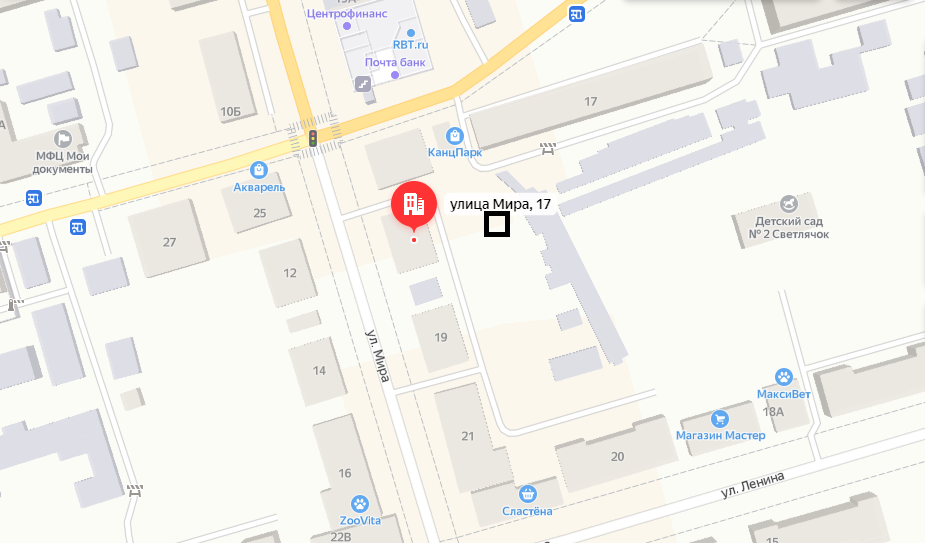 Центрофинанс
RBT.ru
Почта банк
10Б
17
МФЦ Мои
документы
КанцПарк
Акварель
25
улица Мира, 17
Детский сад
№ 2 Светлячок
27
12
19
ул. Мира
14
МаксиВет
18А
21
Магазин Мастер
20
16
ул. Ленина
Сластёна
ZooVita
22В
15